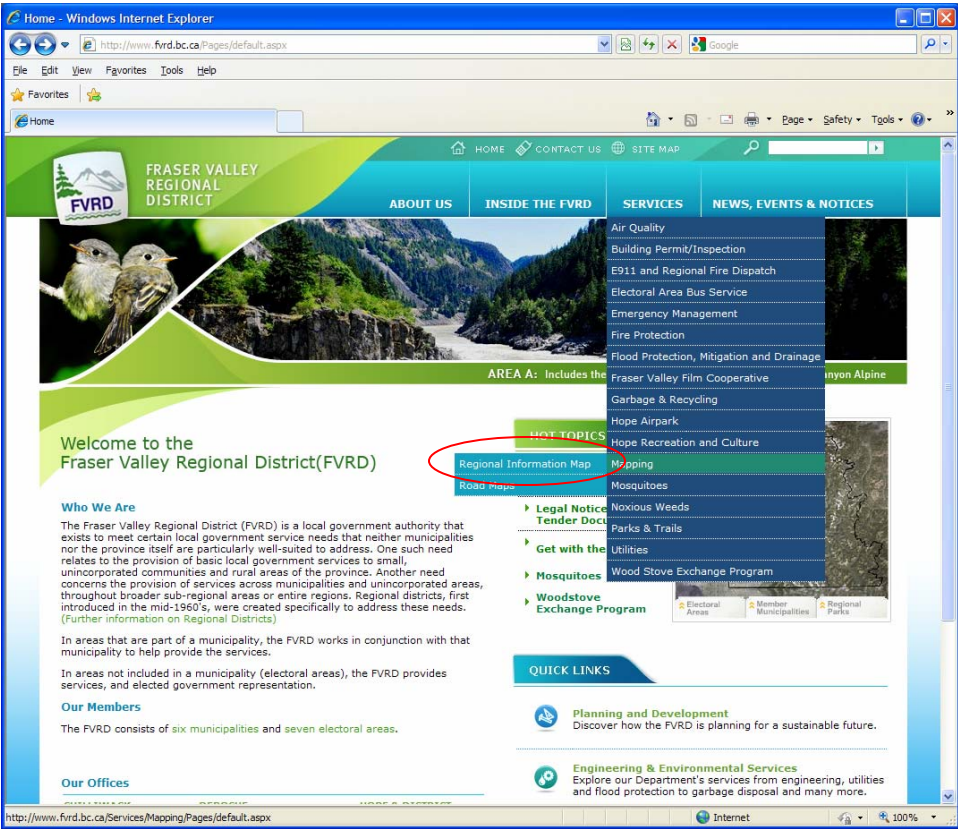 Home - Windows Internet Explorer
http://www.fvrd.bc.ca/Pages/default.aspx
Google
File Edit View Favorites Tools Help
Favorites
Home
Page Safety Tools
HOME CONTACT US SITE MAP
FRASER VALLEY
REGIONAL
DISTRICT
FVRD
ABOUT US INSIDE THE FVRD SERVICES NEWS, EVENTS & NOTICES
Air Quality
Building Permit/Inspection
E911 and Regional Fire Dispatch
Electoral Area Bus Service
Emergency Management
Fire Protection
Flood Protection, Mitigation and Drainage
Fraser Valley Film Cooperative
Garbage & Recycling
Hope Airpark
Hope Recreation and Culture
Mapping
Mosquitoes
Noxious Weeds
Parks & Trails
Utilities
Wood Stove Exchange Program
Regional Information Map
Road Maps
AREA A: Includes the
nyon Alpine
Welcome to the
Fraser Valley Regional District(FVRD)
Who We Are
The Fraser Valley Regional District (FVRD) is a local government authority that
exists to meet certain local government service needs that neither municipalities
nor the province itself are particularly well-suited to address. One such need
relates to the provision of basic local government services to small,
unincorporated communities and rural areas of the province. Another need
concerns the provision of services across municipalities and unincorporated areas,
throughout broader sub-regional areas or entire regions. Regional districts, first
introduced in the mid-1960's, were created specifically to address these needs.
(Further information on Regional Districts)
In areas that are part of a municipality, the FVRD works in conjunction with that
municipality to help provide the services.
In areas not included in a municipality (electoral areas), the FVRD provides
services, and elected government representation.
Our Members
The FVRD consists of six municipalities and seven electoral areas.
Our Offices
HOT TOPICS
Legal Notice
Tender Docu
Get with the
Mosquitoes
Woodstove
Exchange Program
Electoral
Areas
Member
Municipalities
Regional
Parks
QUICK LINKS
Planning and Development
Discover how the FVRD is planning for a sustainable future.
Engineering & Environmental Services
Explore our Department's services from engineering, utilities
and flood protection to garbage disposal and many more.
http://www.fvrd.bc.ca/Services/Mapping/Pages/default.aspx
Internet
100%